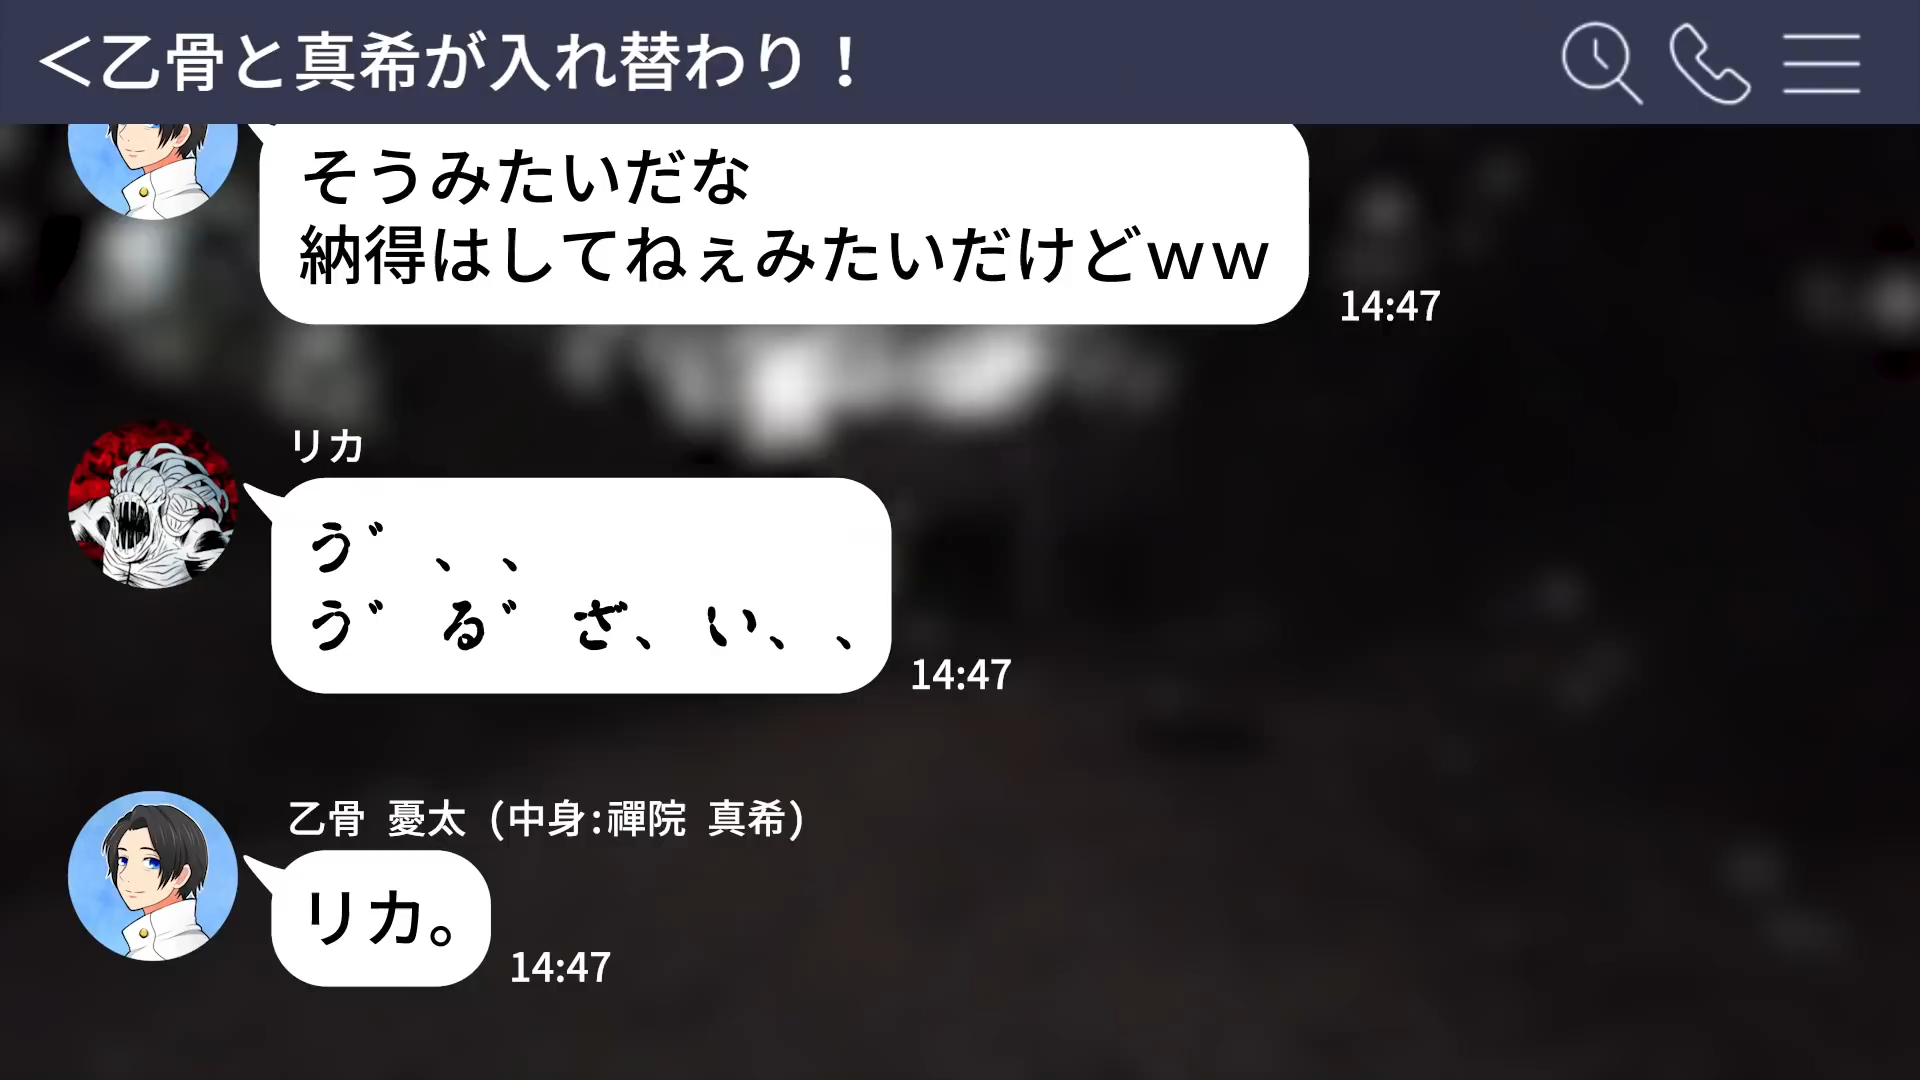 ＜乙骨と真希が入れ替わり！
そうみたいだな
納得はしてねぇみたいだけどｗｗ
14:47
リカ
う゛、、
う゛る゛ざ、い、、
14:47
乙骨 憂太 (中身:禪院 真希)
リカ。
14:47